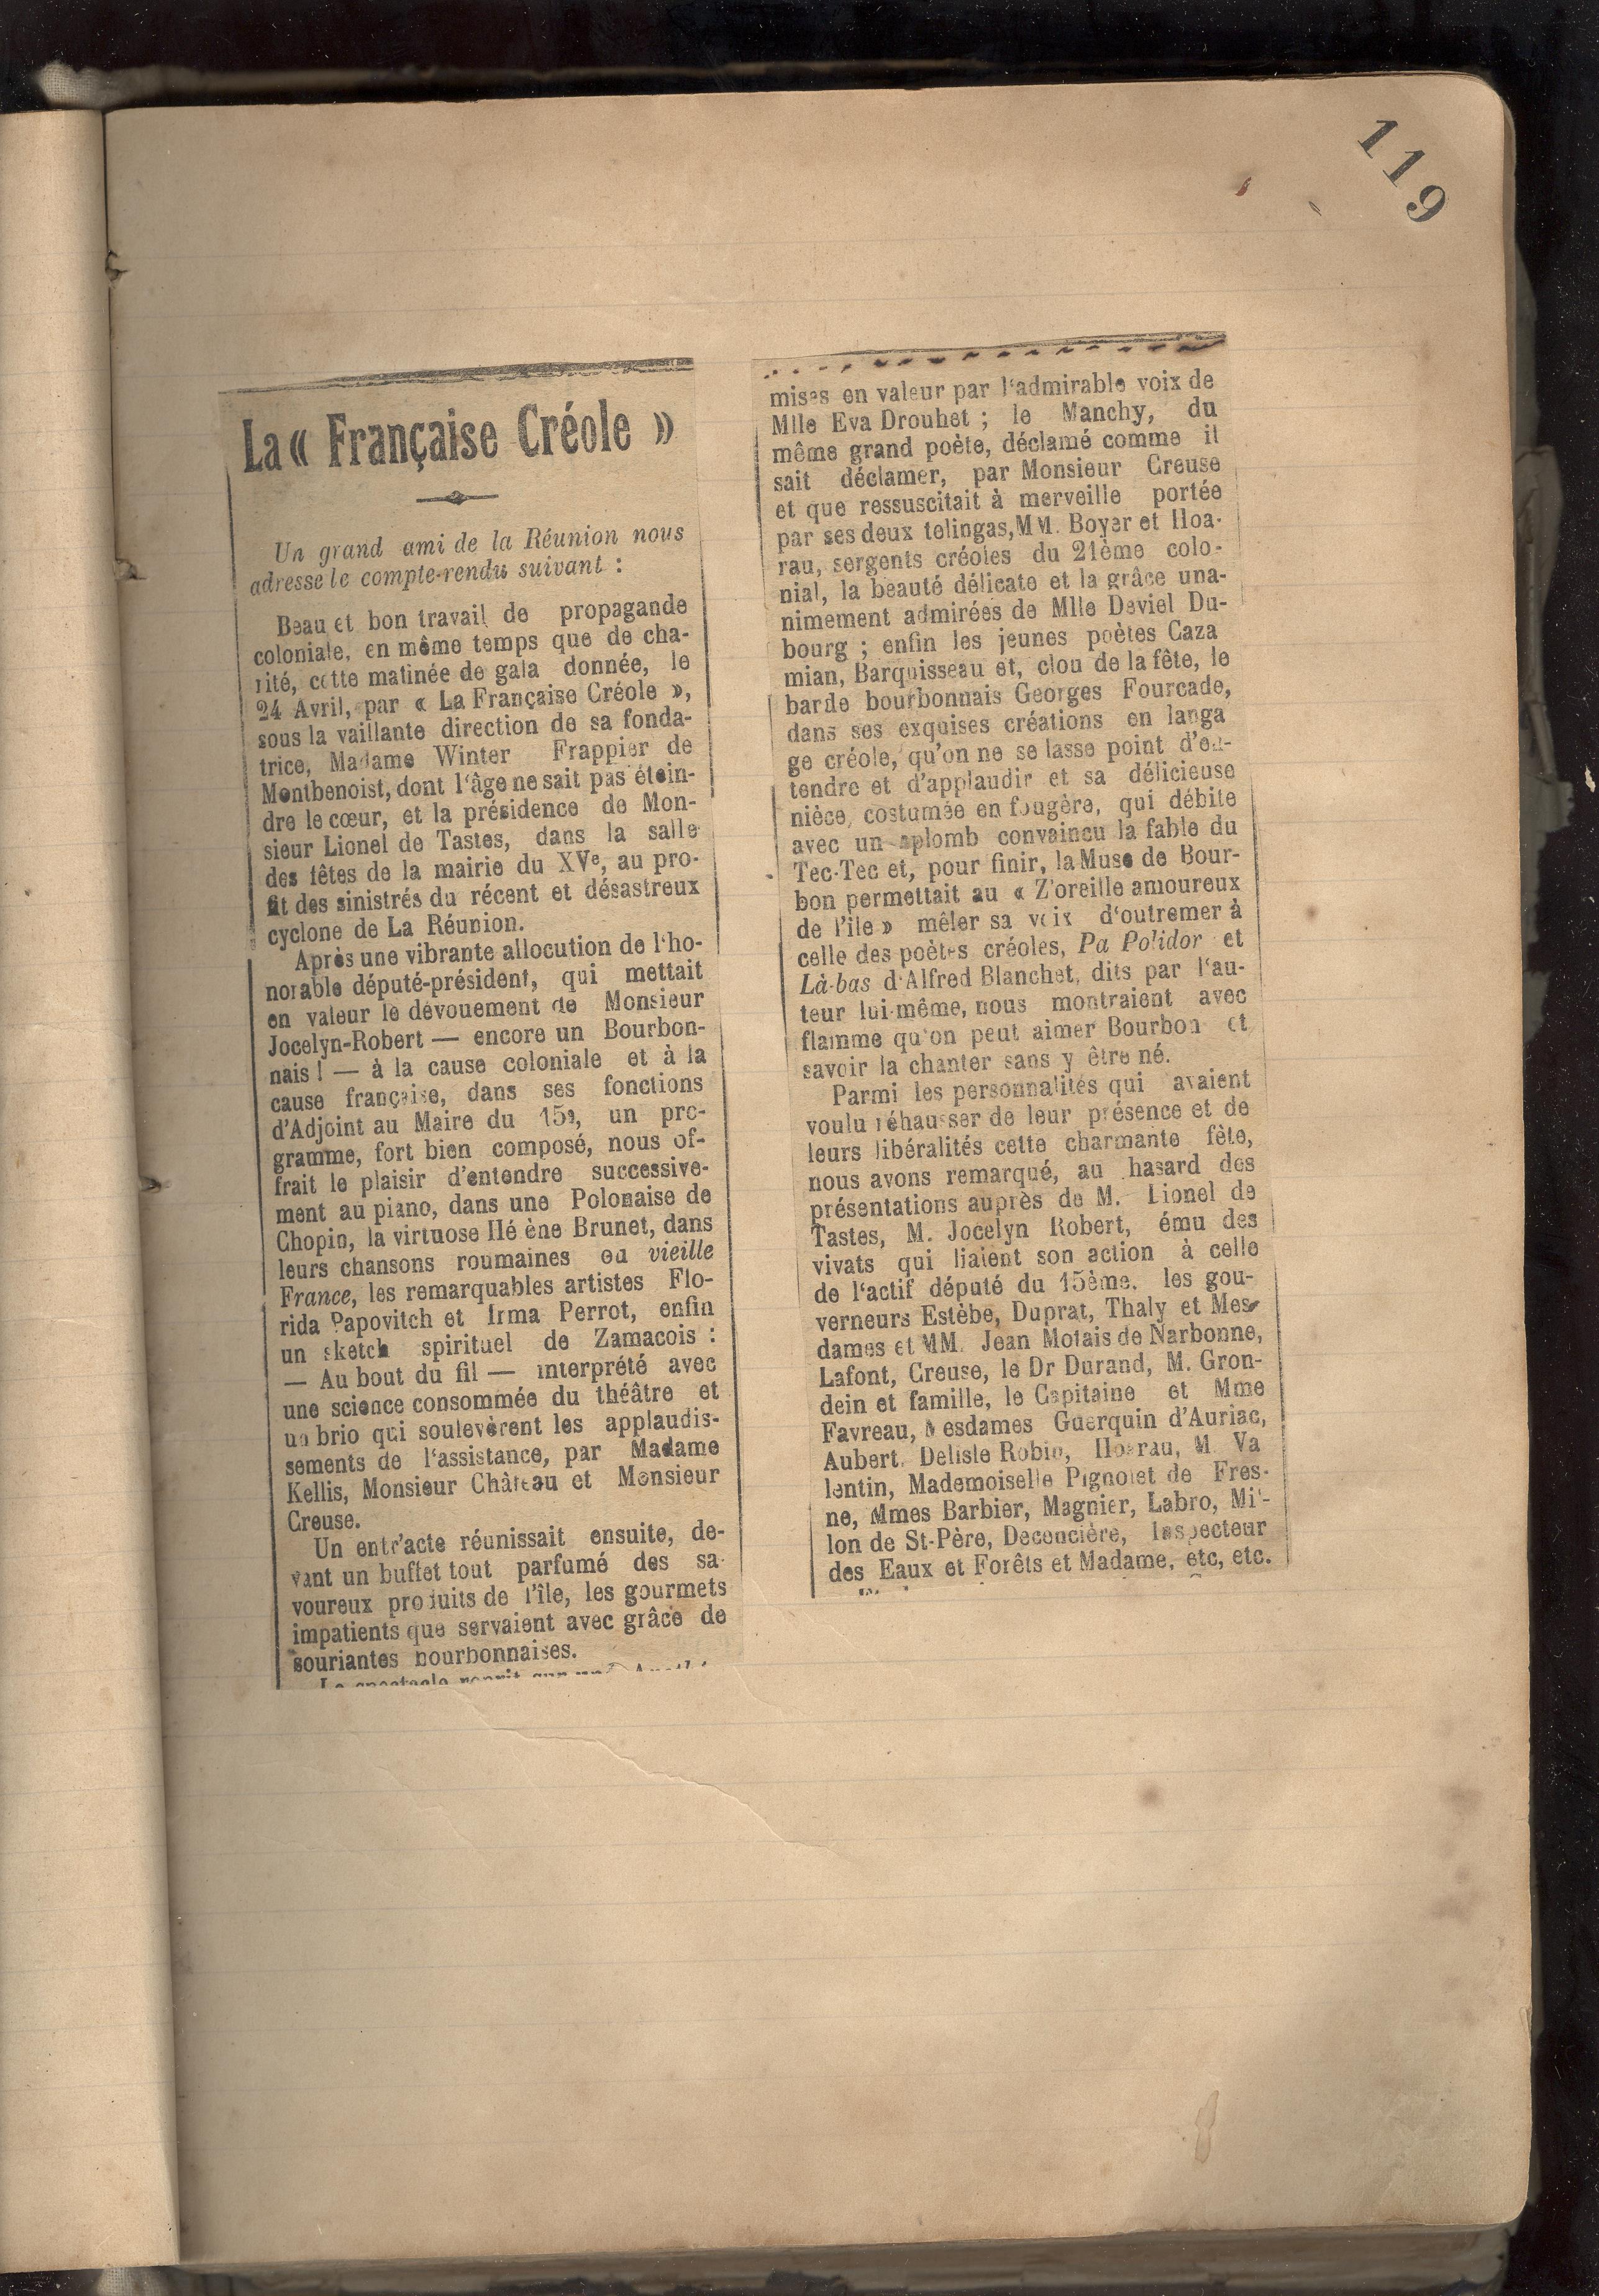 119
La « Française Créole »
Un grand ami de la Réunion nous
adresse le compte-rendu suivant :
Beau et bon travail de propagande
coloniale, en même temps que de cha-
rité, cette matinée de gala donnée, le
24 Avril, par « La Française Créole »,
sous la vaillante direction de sa fonda-
trice, Madame Winter Frappier de
Montbenoist, dont l'âge ne sait pas étein-
dre le cœur, et la présidence de Mon-
sieur Lionel de Tastes, dans la salle
des fêtes de la mairie du XVe, au pro-
fit des sinistrés du récent et désastreux
cyclone de La Réunion.
Après une vibrante allocution de l'ho-
norable député-président, qui mettait
en valeur le dévouement de Monsieur
Jocelyn-Robert — encore un Bourbon-
nais ! — à la cause coloniale et à la
cause française, dans ses fonctions
d'Adjoint au Maire du 15e, un pro-
gramme, fort bien composé, nous of-
frait le plaisir d'entendre successive-
ment au piano, dans une Polonaise de
Chopin, la virtuose Hé ène Brunet, dans
leurs chansons roumaines ou vieille
France, les remarquables artistes Flo-
rida Papovitch et Irma Perrot, enfin
un sketch spirituel de Zamacois :
— Au bout du fil — interprété avec
une science consommée du théâtre et
un brio qui soulevèrent les applaudis-
sements de l'assistance, par Madame
Kellis, Monsieur Château et Monsieur
Creuse.
Un entr'acte réunissait ensuite, de-
vant un buffet tout parfumé des sa-
voureux produits de l'île, les gourmets
impatients que servaient avec grâce de
souriantes bourbonnaises.
Le spectacle reprit sur une
mises en valeur par l'admirable voix de
Mlle Eva Drouhet ; le Manchy, du
même grand poète, déclamé comme il
sait déclamer, par Monsieur Creuse
et que ressuscitait à merveille portée
par ses deux telingas, MM. Boyer et Hoa-
rau, sergents créoles du 21ème colo-
nial, la beauté délicate et la grâce una-
nimement admirées de Mlle Deviel Du-
bourg ; enfin les jeunes poètes Caza
mian, Barquisseau et, clou de la fête, le
barde bourbonnais Georges Fourcade,
dans ses exquises créations en langa
ge créole, qu'on ne se lasse point d'en-
tendre et d'applaudir et sa délicieuse
nièce, costumée en fougère, qui débite
avec un aplomb convaincu la fable du
Tec-Tec et, pour finir, la Muse de Bour-
bon permettait au « Z'oreille amoureux
de l'île » mêler sa voix d'outremer à
celle des poètes créoles, Pa Polidor et
Là-bas d'Alfred Blanchet, dits par l'au-
teur lui-même, nous montraient avec
flamme qu'on peut aimer Bourbon et
savoir la chanter sans y être né.
Parmi les personnalités qui avaient
voulu réhausser de leur présence et de
leurs libéralités cette charmante fête,
nous avons remarqué, au hasard des
présentations auprès de M. Lionel de
Tastes, M. Jocelyn Robert, ému des
vivats qui liaient son action à celle
de l'actif député du 15ème, les gou-
verneurs Estèbe, Duprat, Thaly et Mes-
dames et MM. Jean Motais de Narbonne,
Lafont, Creuse, le Dr Durand, M. Gron-
dein et famille, le Capitaine et Mme
Favreau, Mesdames Guerquin d'Auriac,
Aubert, Delisle Robin, Hoarau, M. Va
lentin, Mademoiselle Pignolet de Fres-
ne, Mmes Barbier, Magnier, Labro, Mi'-
lon de St-Père, Decencière, Inspecteur
des Eaux et Forêts et Madame, etc, etc.